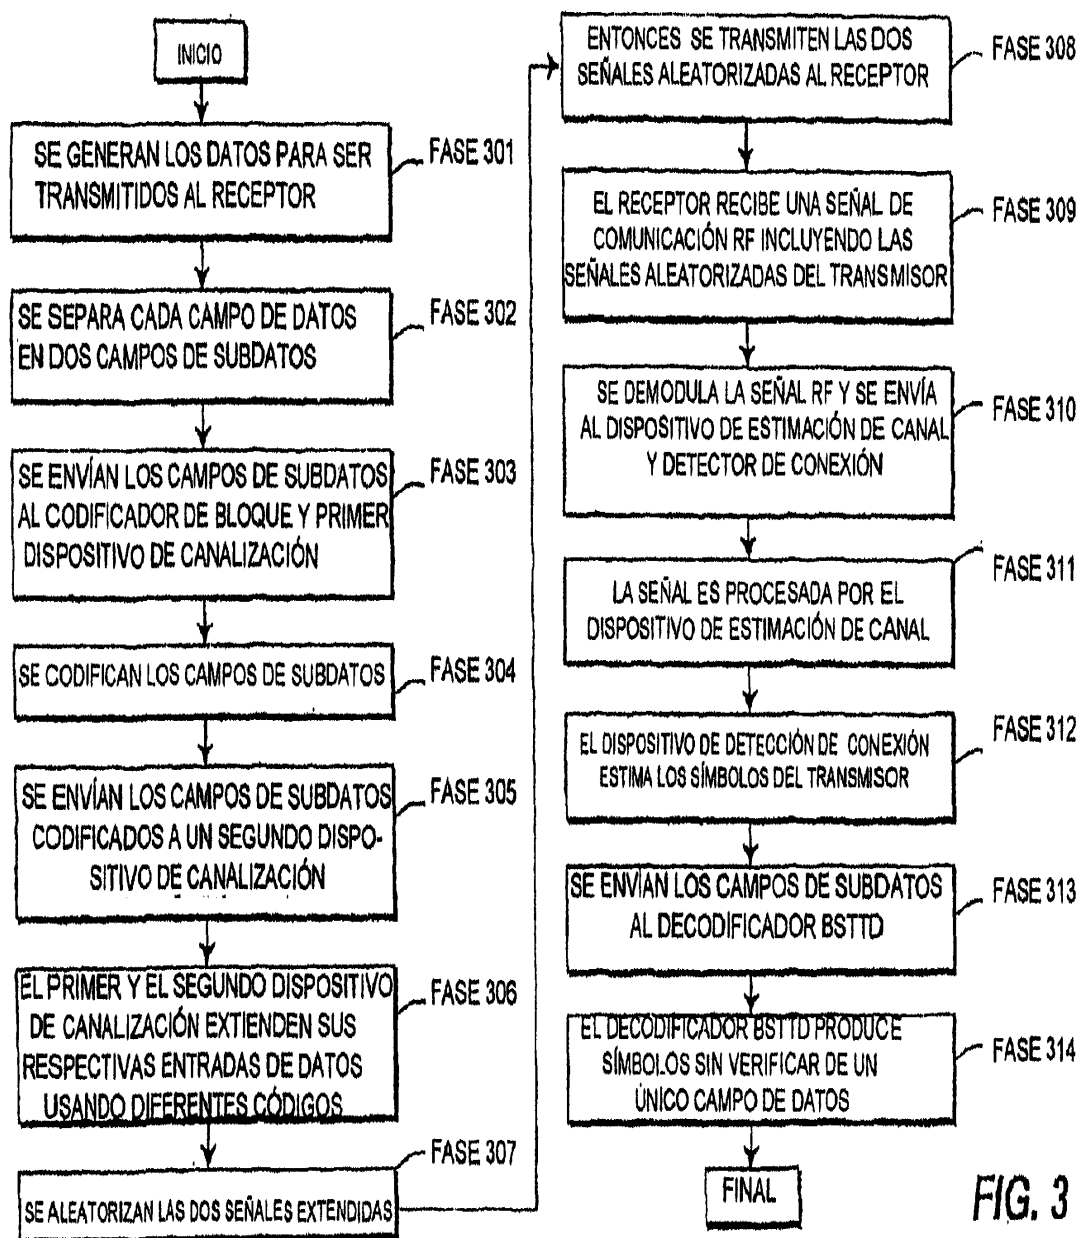 INICIO
SE GENERAN LOS DATOS PARA SER
TRANSMITIDOS AL RECEPTOR
FASE 301
SE SEPARA CADA CAMPO DE DATOS
EN DOS CAMPOS DE SUBDATOS
FASE 302
SE ENVÍAN LOS CAMPOS DE SUBDATOS
AL CODIFICADOR DE BLOQUE Y PRIMER
DISPOSITIVO DE CANALIZACIÓN
FASE 303
SE CODIFICAN LOS CAMPOS DE SUBDATOS
FASE 304
SE ENVÍAN LOS CAMPOS DE SUBDATOS
CODIFICADOS A UN SEGUNDO DISPO-
SITIVO DE CANALIZACIÓN
FASE 305
EL PRIMER Y EL SEGUNDO DISPOSITIVO
DE CANALIZACIÓN EXTIENDEN SUS
RESPECTIVAS ENTRADAS DE DATOS
USANDO DIFERENTES CÓDIGOS
FASE 306
SE ALEATORIZAN LAS DOS SEÑALES EXTENDIDAS
FASE 307
ENTONCES SE TRANSMITEN LAS DOS
SEÑALES ALEATORIZADAS AL RECEPTOR
FASE 308
EL RECEPTOR RECIBE UNA SEÑAL DE
COMUNICACIÓN RF INCLUYENDO LAS
SEÑALES ALEATORIZADAS DEL TRANSMISOR
FASE 309
SE DEMODULA LA SEÑAL RF Y SE ENVÍA
AL DISPOSITIVO DE ESTIMACIÓN DE CANAL
Y DETECTOR DE CONEXIÓN
FASE 310
LA SEÑAL ES PROCESADA POR EL
DISPOSITIVO DE ESTIMACIÓN DE CANAL
FASE 311
EL DISPOSITIVO DE DETECCIÓN DE CONEXIÓN
ESTIMA LOS SÍMBOLOS DEL TRANSMISOR
FASE 312
SE ENVÍAN LOS CAMPOS DE SUBDATOS
AL DECODIFICADOR BSTTD
FASE 313
EL DECODIFICADOR BSTTD PRODUCE
SÍMBOLOS SIN VERIFICAR DE UN
ÚNICO CAMPO DE DATOS
FASE 314
FINAL
FIG. 3